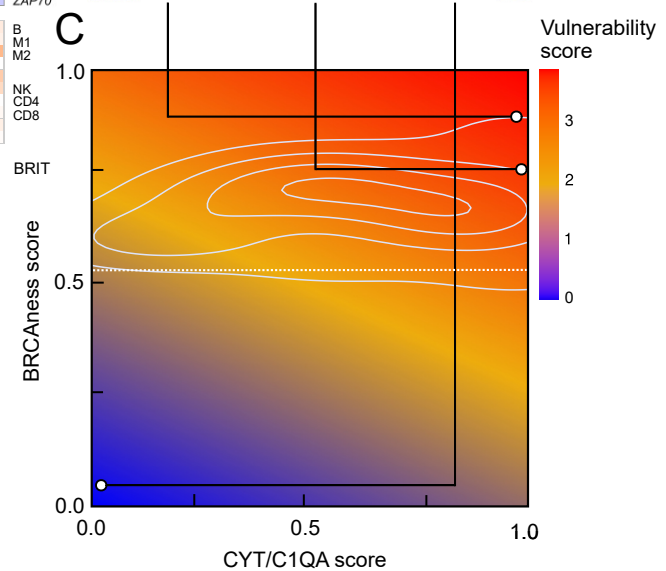 ZAP70
B
M1
M2
NK
CD4
CD8
BRIT
C
Vulnerability
score
3
2
1
0
1.0
0.5
0.0
BRCAness score
0.0
0.5
1.0
CYT/C1QA score